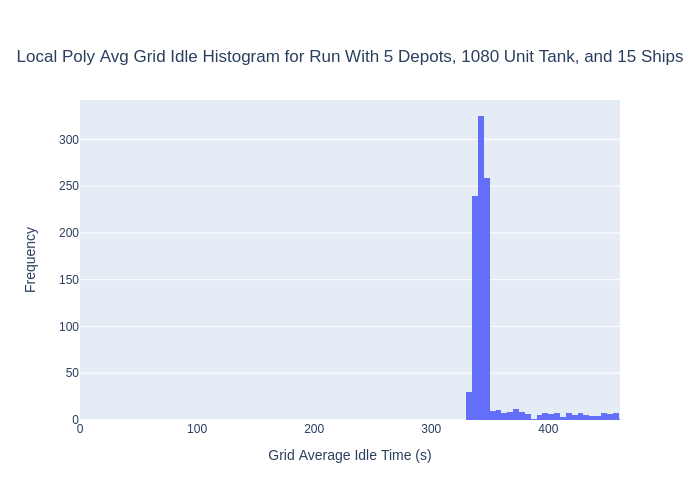 Local Poly Avg Grid Idle Histogram for Run With 5 Depots, 1080 Unit Tank, and 15 Ships
300
250
200
150
100
50
0
Frequency
0 100 200 300 400
Grid Average Idle Time (s)